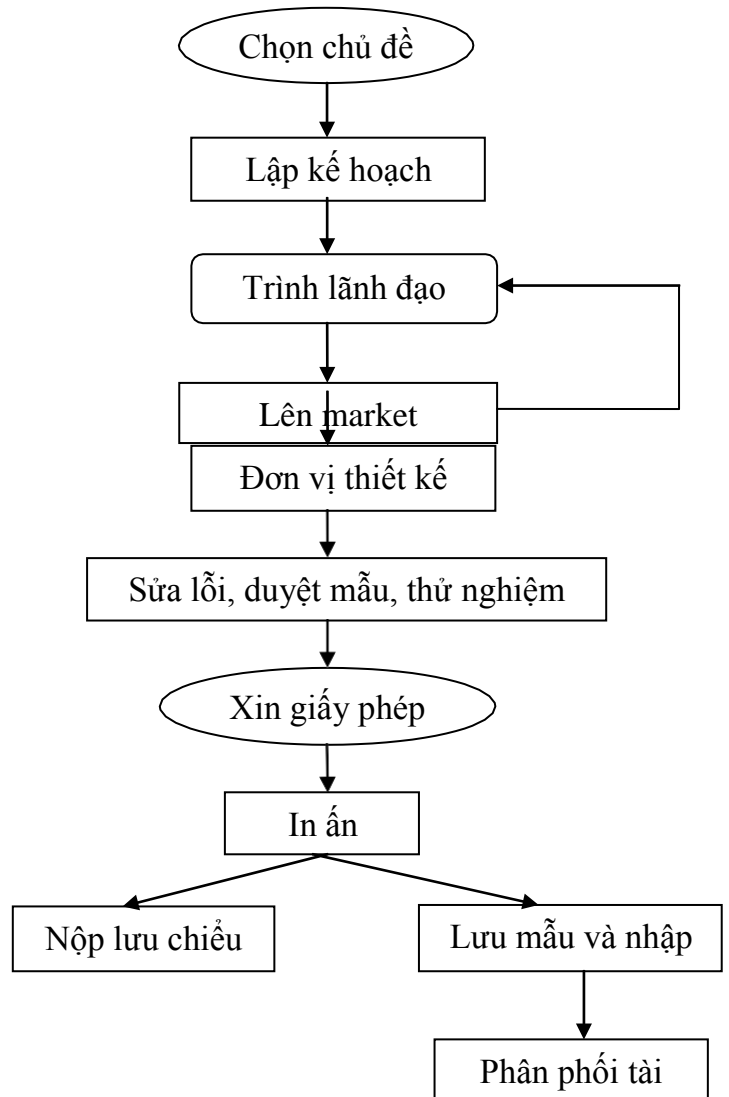 Chọn chủ đề
Lập kế hoạch
Trình lãnh đạo
Lên market
Đơn vị thiết kế
Sửa lỗi, duyệt mẫu, thử nghiệm
Xin giấy phép
In ấn
Nộp lưu chiểu
Lưu mẫu và nhập
Phân phối tài